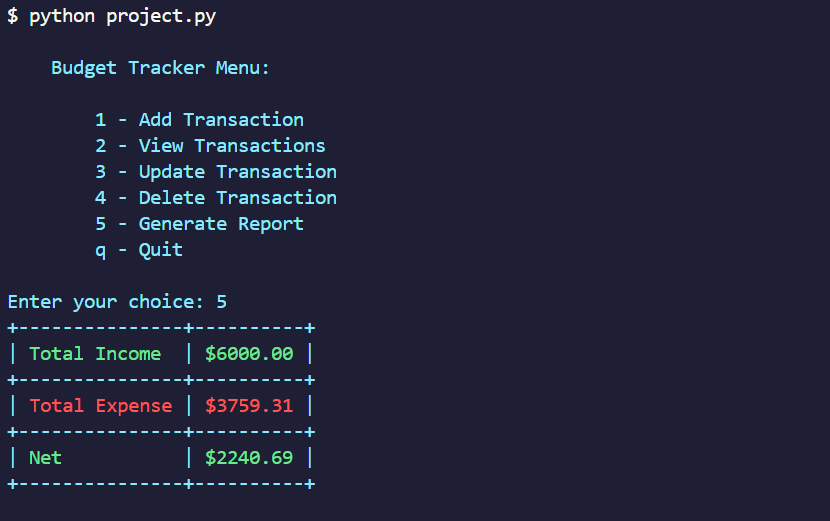 $ python project.py
Budget Tracker Menu:
1 - Add Transaction
2 - View Transactions
3 - Update Transaction
4 - Delete Transaction
5 - Generate Report
q - Quit
Enter your choice: 5
+---------------+----------+
| Total Income  | $6000.00 |
+---------------+----------+
| Total Expense | $3759.31 |
+---------------+----------+
| Net           | $2240.69 |
+---------------+----------+